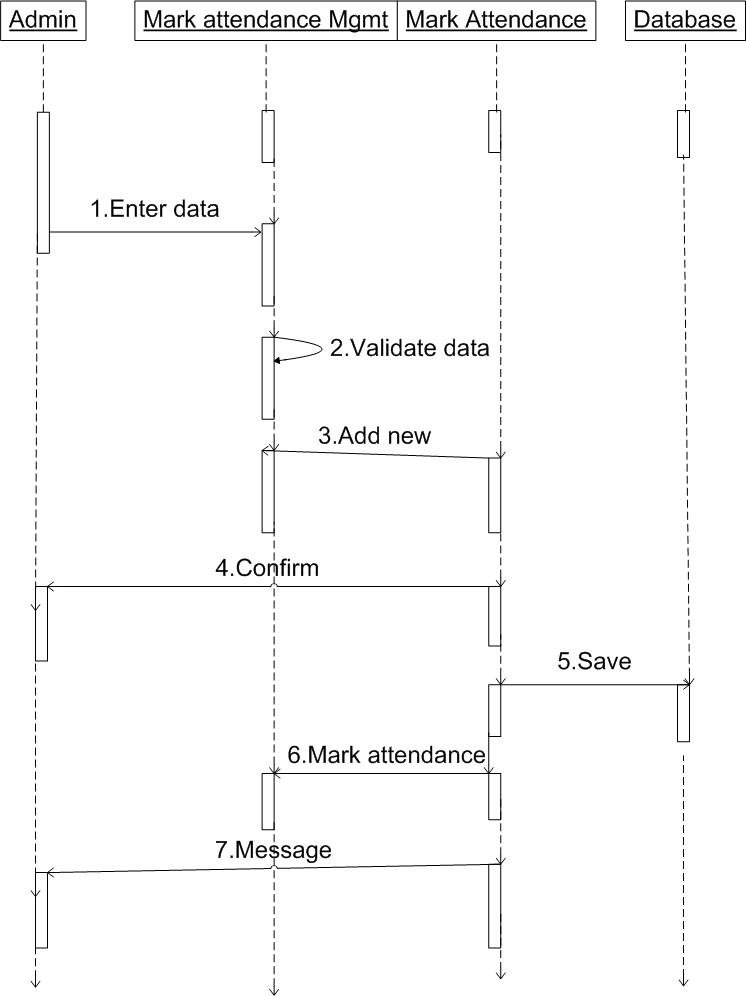 Admin
Mark attendance Mgmt
Mark Attendance
Database
1.Enter data
2.Validate data
3.Add new
4.Confirm
5.Save
6.Mark attendance
7.Message